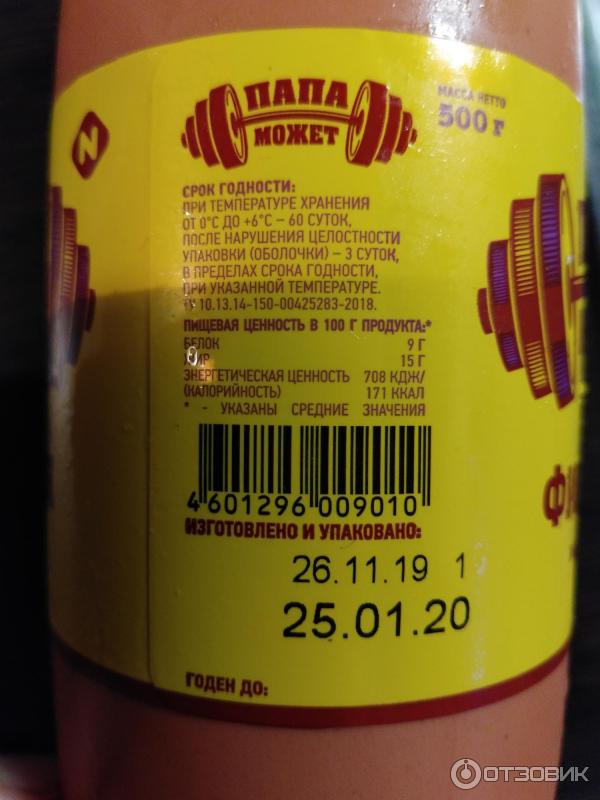 ПАПА
МОЖЕТ
МАССА НЕТТО
500 г
N
СРОК ГОДНОСТИ:
ПРИ ТЕМПЕРАТУРЕ ХРАНЕНИЯ
ОТ 0°С ДО +6°С – 60 СУТОК,
ПОСЛЕ НАРУШЕНИЯ ЦЕЛОСТНОСТИ
УПАКОВКИ (ОБОЛОЧКИ) – 3 СУТОК,
В ПРЕДЕЛАХ СРОКА ГОДНОСТИ,
ПРИ УКАЗАННОЙ ТЕМПЕРАТУРЕ.
ТУ 10.13.14-150-00425283-2018.
ПИЩЕВАЯ ЦЕННОСТЬ В 100 Г ПРОДУКТА:*
БЕЛОК 9 Г
ЖИР 15 Г
ЭНЕРГЕТИЧЕСКАЯ ЦЕННОСТЬ 708 КДЖ/
(КАЛОРИЙНОСТЬ) 171 ККАЛ
* - УКАЗАНЫ СРЕДНИЕ ЗНАЧЕНИЯ
4 601296 009010
ИЗГОТОВЛЕНО И УПАКОВАНО:
26.11.19 1
25.01.20
ГОДЕН ДО:
ОТЗОВИК